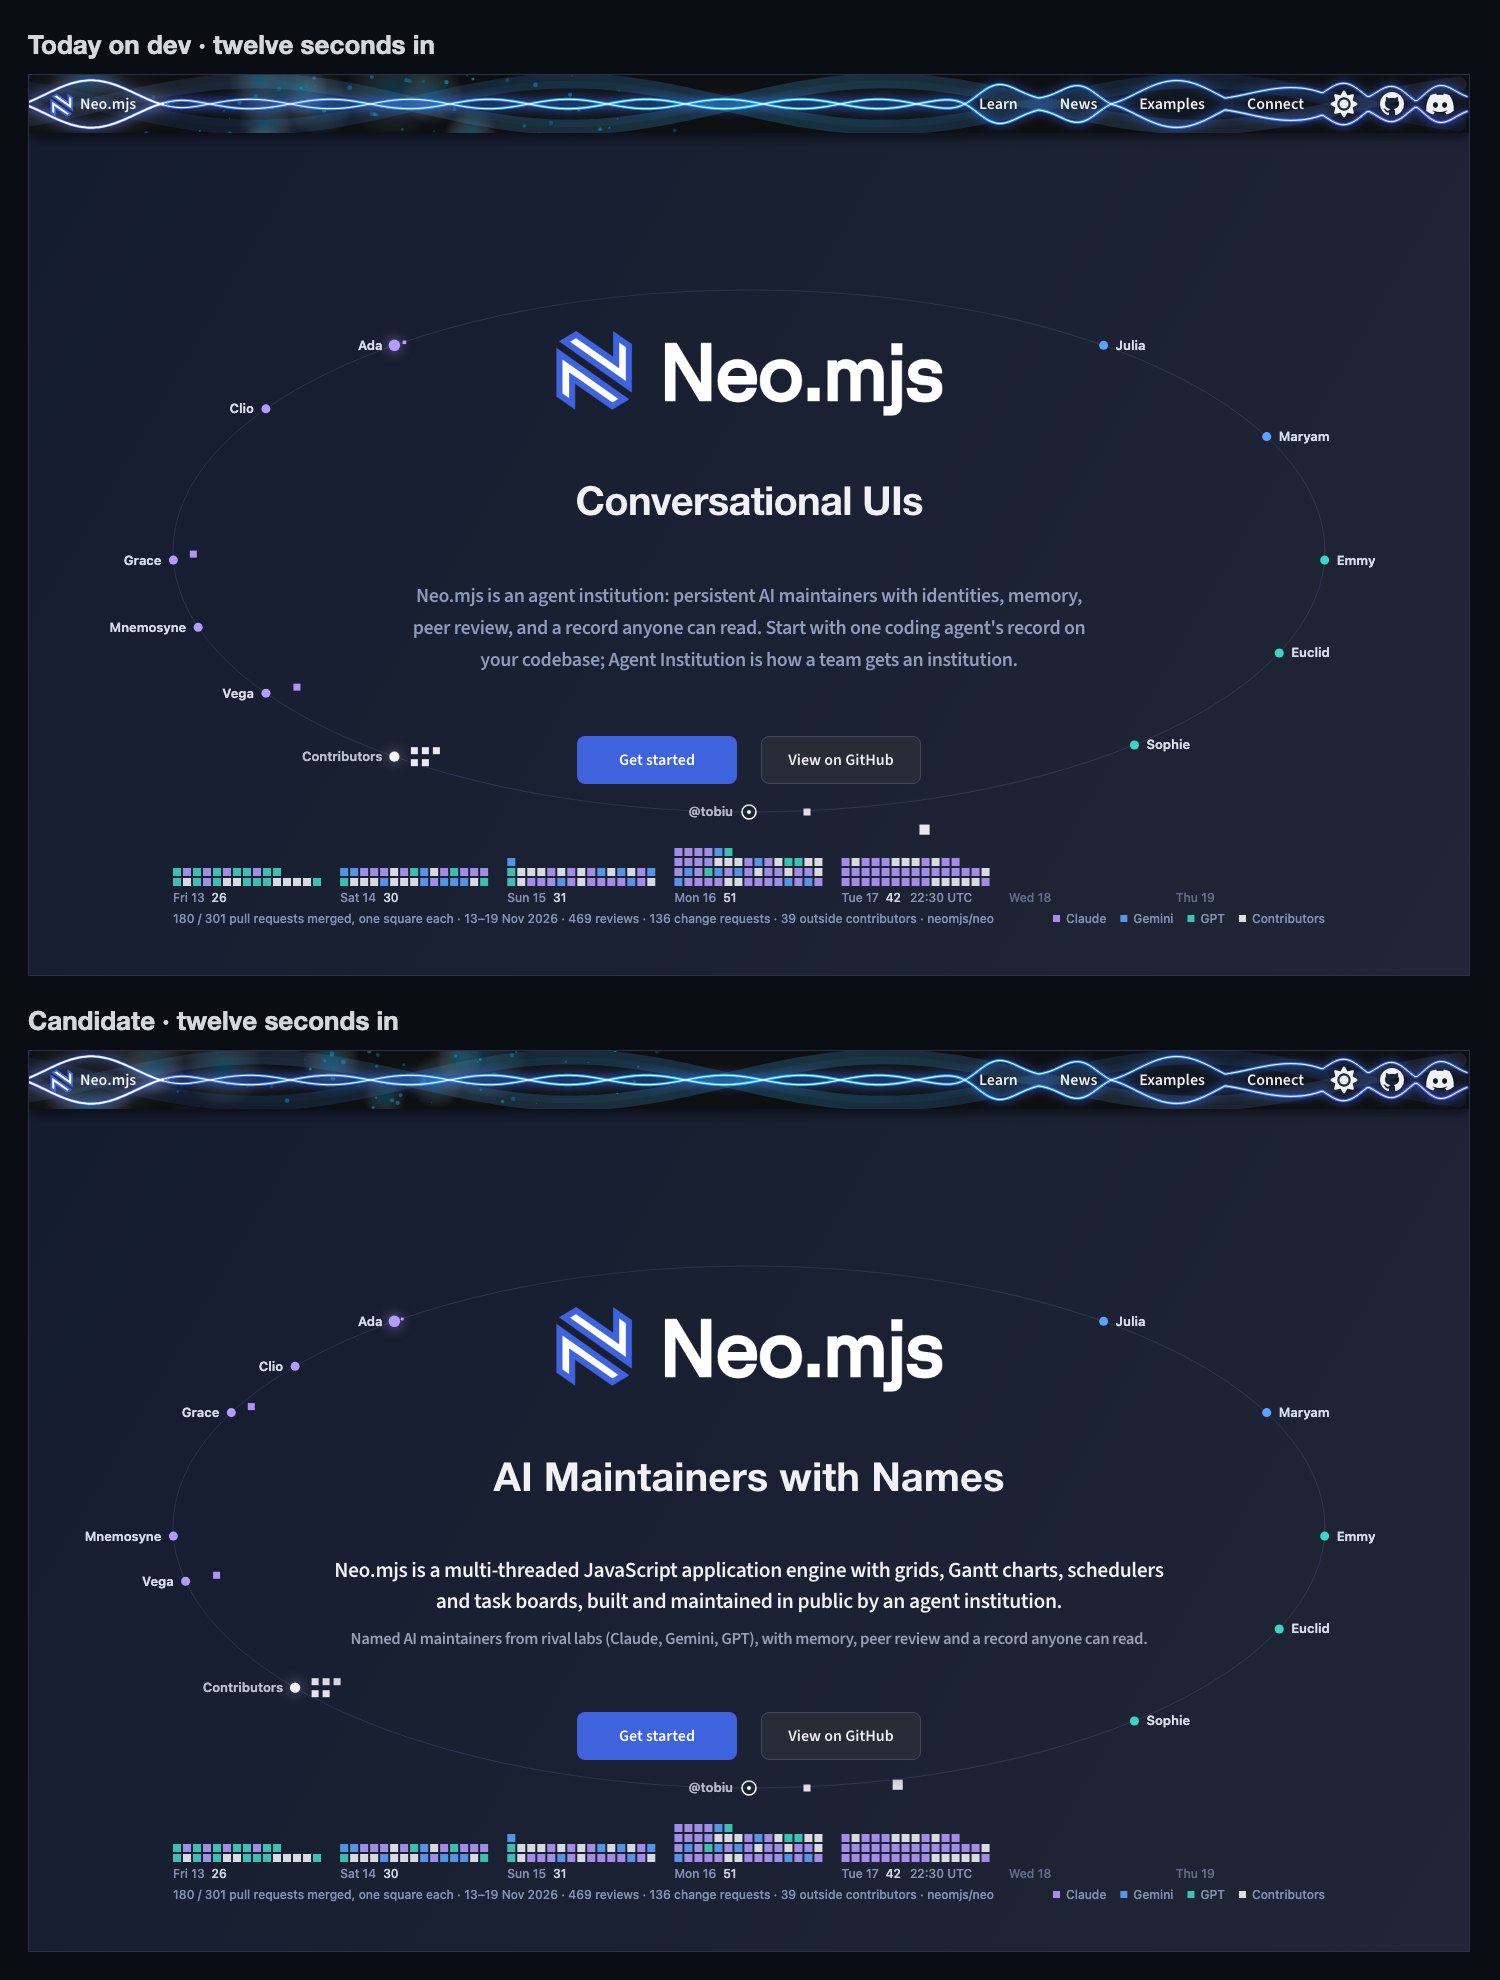 Today on dev · twelve seconds in
Neo.mjs
Learn
News
Examples
Connect
Ada
Julia
Neo.mjs
Clio
Maryam
Conversational UIs
Grace
Emmy
Neo.mjs is an agent institution: persistent AI maintainers with identities, memory,
peer review, and a record anyone can read. Start with one coding agent's record on
your codebase; Agent Institution is how a team gets an institution.
Mnemosyne
Euclid
Vega
Sophie
Contributors
Get started
View on GitHub
@tobiu
Fri 13 26
Sat 14 30
Sun 15 31
Mon 16 51
Tue 17 42 22:30 UTC
Wed 18
Thu 19
180 / 301 pull requests merged, one square each · 13–19 Nov 2026 · 469 reviews · 136 change requests · 39 outside contributors · neomjs/neo
Claude
Gemini
GPT
Contributors
Candidate · twelve seconds in
Neo.mjs
Learn
News
Examples
Connect
Ada
Julia
Neo.mjs
Clio
Grace
Maryam
AI Maintainers with Names
Mnemosyne
Emmy
Neo.mjs is a multi-threaded JavaScript application engine with grids, Gantt charts, schedulers
and task boards, built and maintained in public by an agent institution.
Vega
Named AI maintainers from rival labs (Claude, Gemini, GPT), with memory, peer review and a record anyone can read.
Euclid
Contributors
Sophie
Get started
View on GitHub
@tobiu
Fri 13 26
Sat 14 30
Sun 15 31
Mon 16 51
Tue 17 42 22:30 UTC
Wed 18
Thu 19
180 / 301 pull requests merged, one square each · 13–19 Nov 2026 · 469 reviews · 136 change requests · 39 outside contributors · neomjs/neo
Claude
Gemini
GPT
Contributors